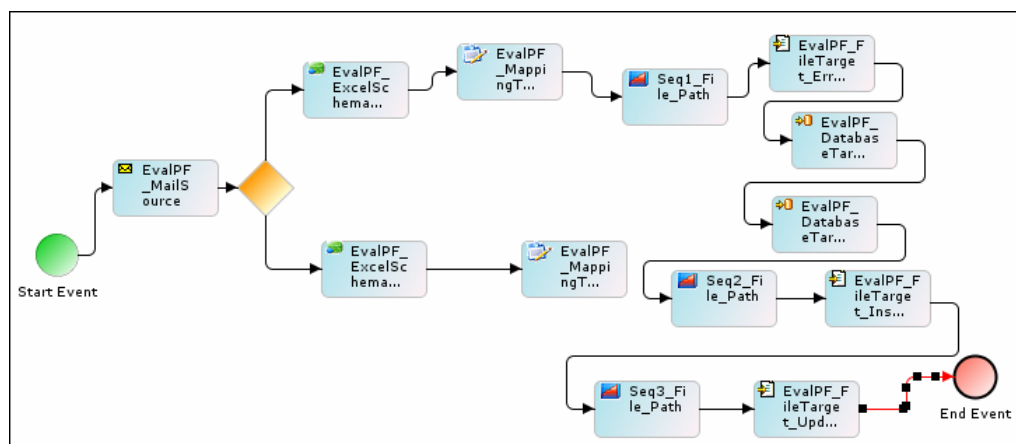 EvalPF_F
ileTarge
t_Err...
EvalPF
_Mappin
gT...
EvalPF_
ExcelSc
hema...
Seq1_Fi
le_Path
EvalPF_
Databas
eTar...
EvalPF
_MailS
ource
EvalPF_
Databas
eTar...
Start Event
EvalPF_
ExcelSc
hema...
EvalPF
_Mappi
ngT...
Seq2_Fi
le_Path
EvalPF_F
ileTarge
t_Ins...
Seq3_Fi
le_Path
EvalPF_F
ileTarge
t_Upd...
End Event